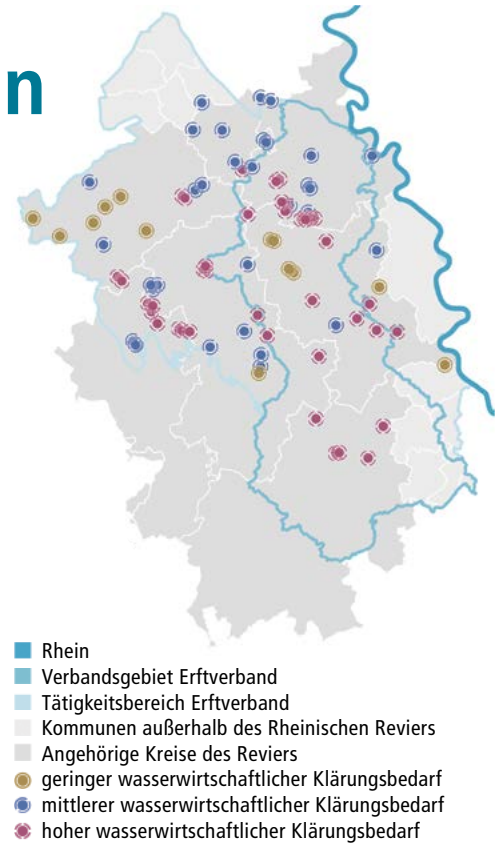 n
Rhein
Verbandsgebiet Erftverband
Tätigkeitsbereich Erftverband
Kommunen außerhalb des Rheinischen Reviers
Angehörige Kreise des Reviers
geringer wasserwirtschaftlicher Klärungsbedarf
mittlerer wasserwirtschaftlicher Klärungsbedarf
hoher wasserwirtschaftlicher Klärungsbedarf